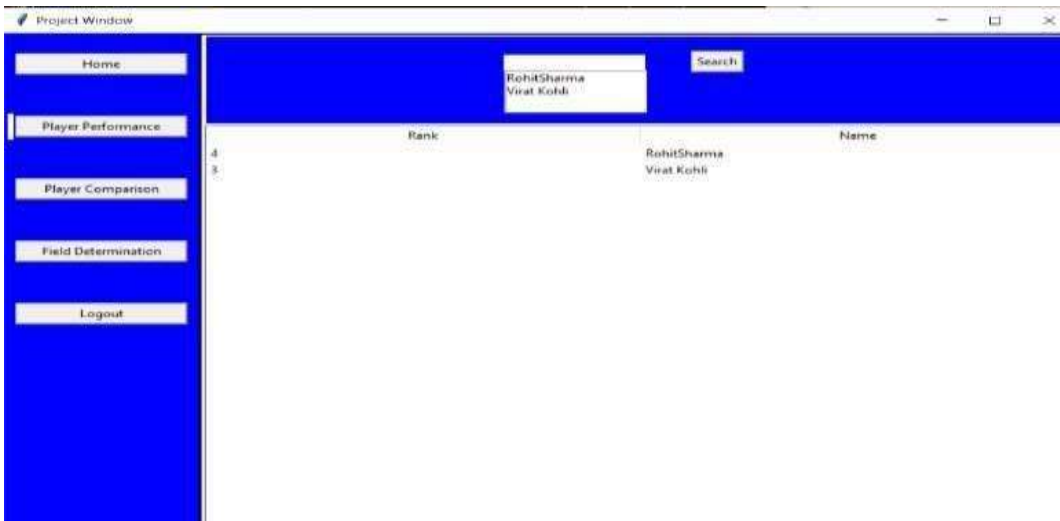 Project Window
Home
Search
RohitSharma
Virat Kohli
Player Performance
Rank Name
4 RohitSharma
3 Virat Kohli
Player Comparison
Field Determination
Logout